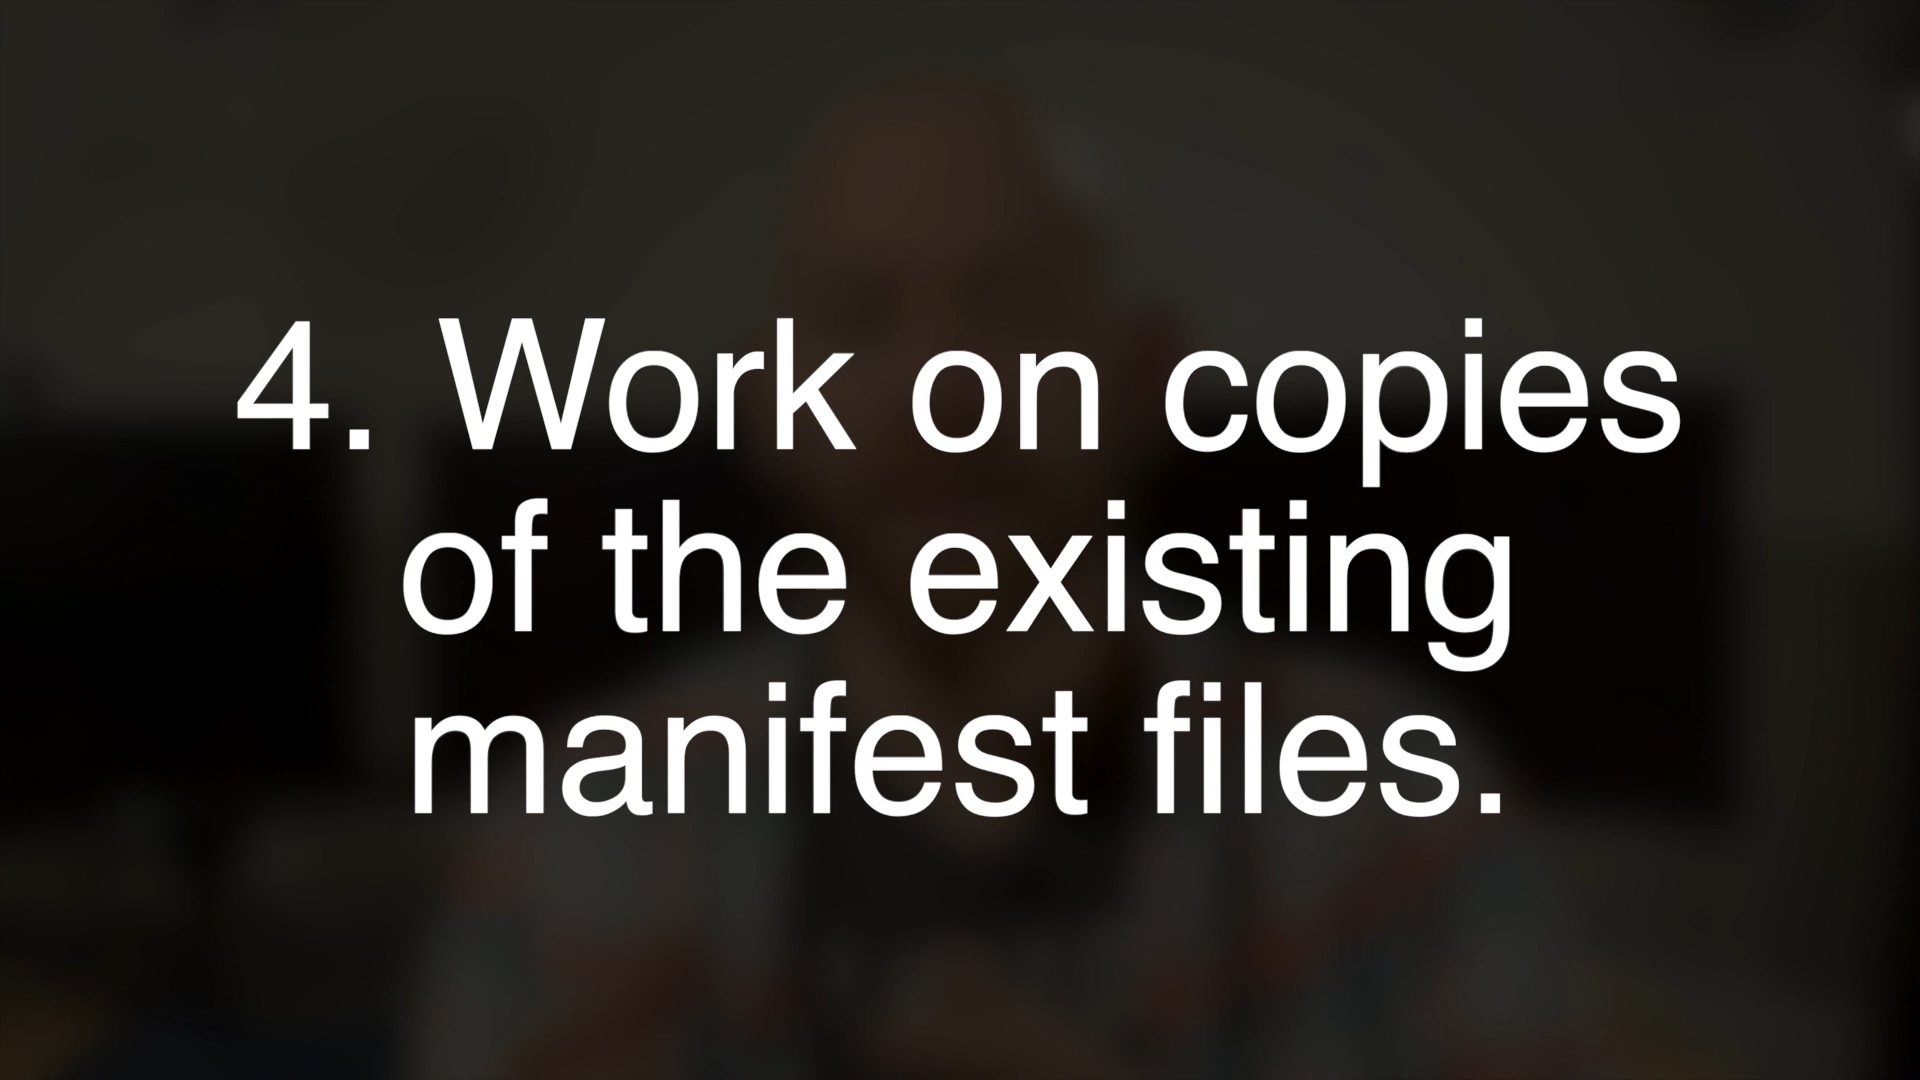 4. Work on copies
of the existing
manifest files.